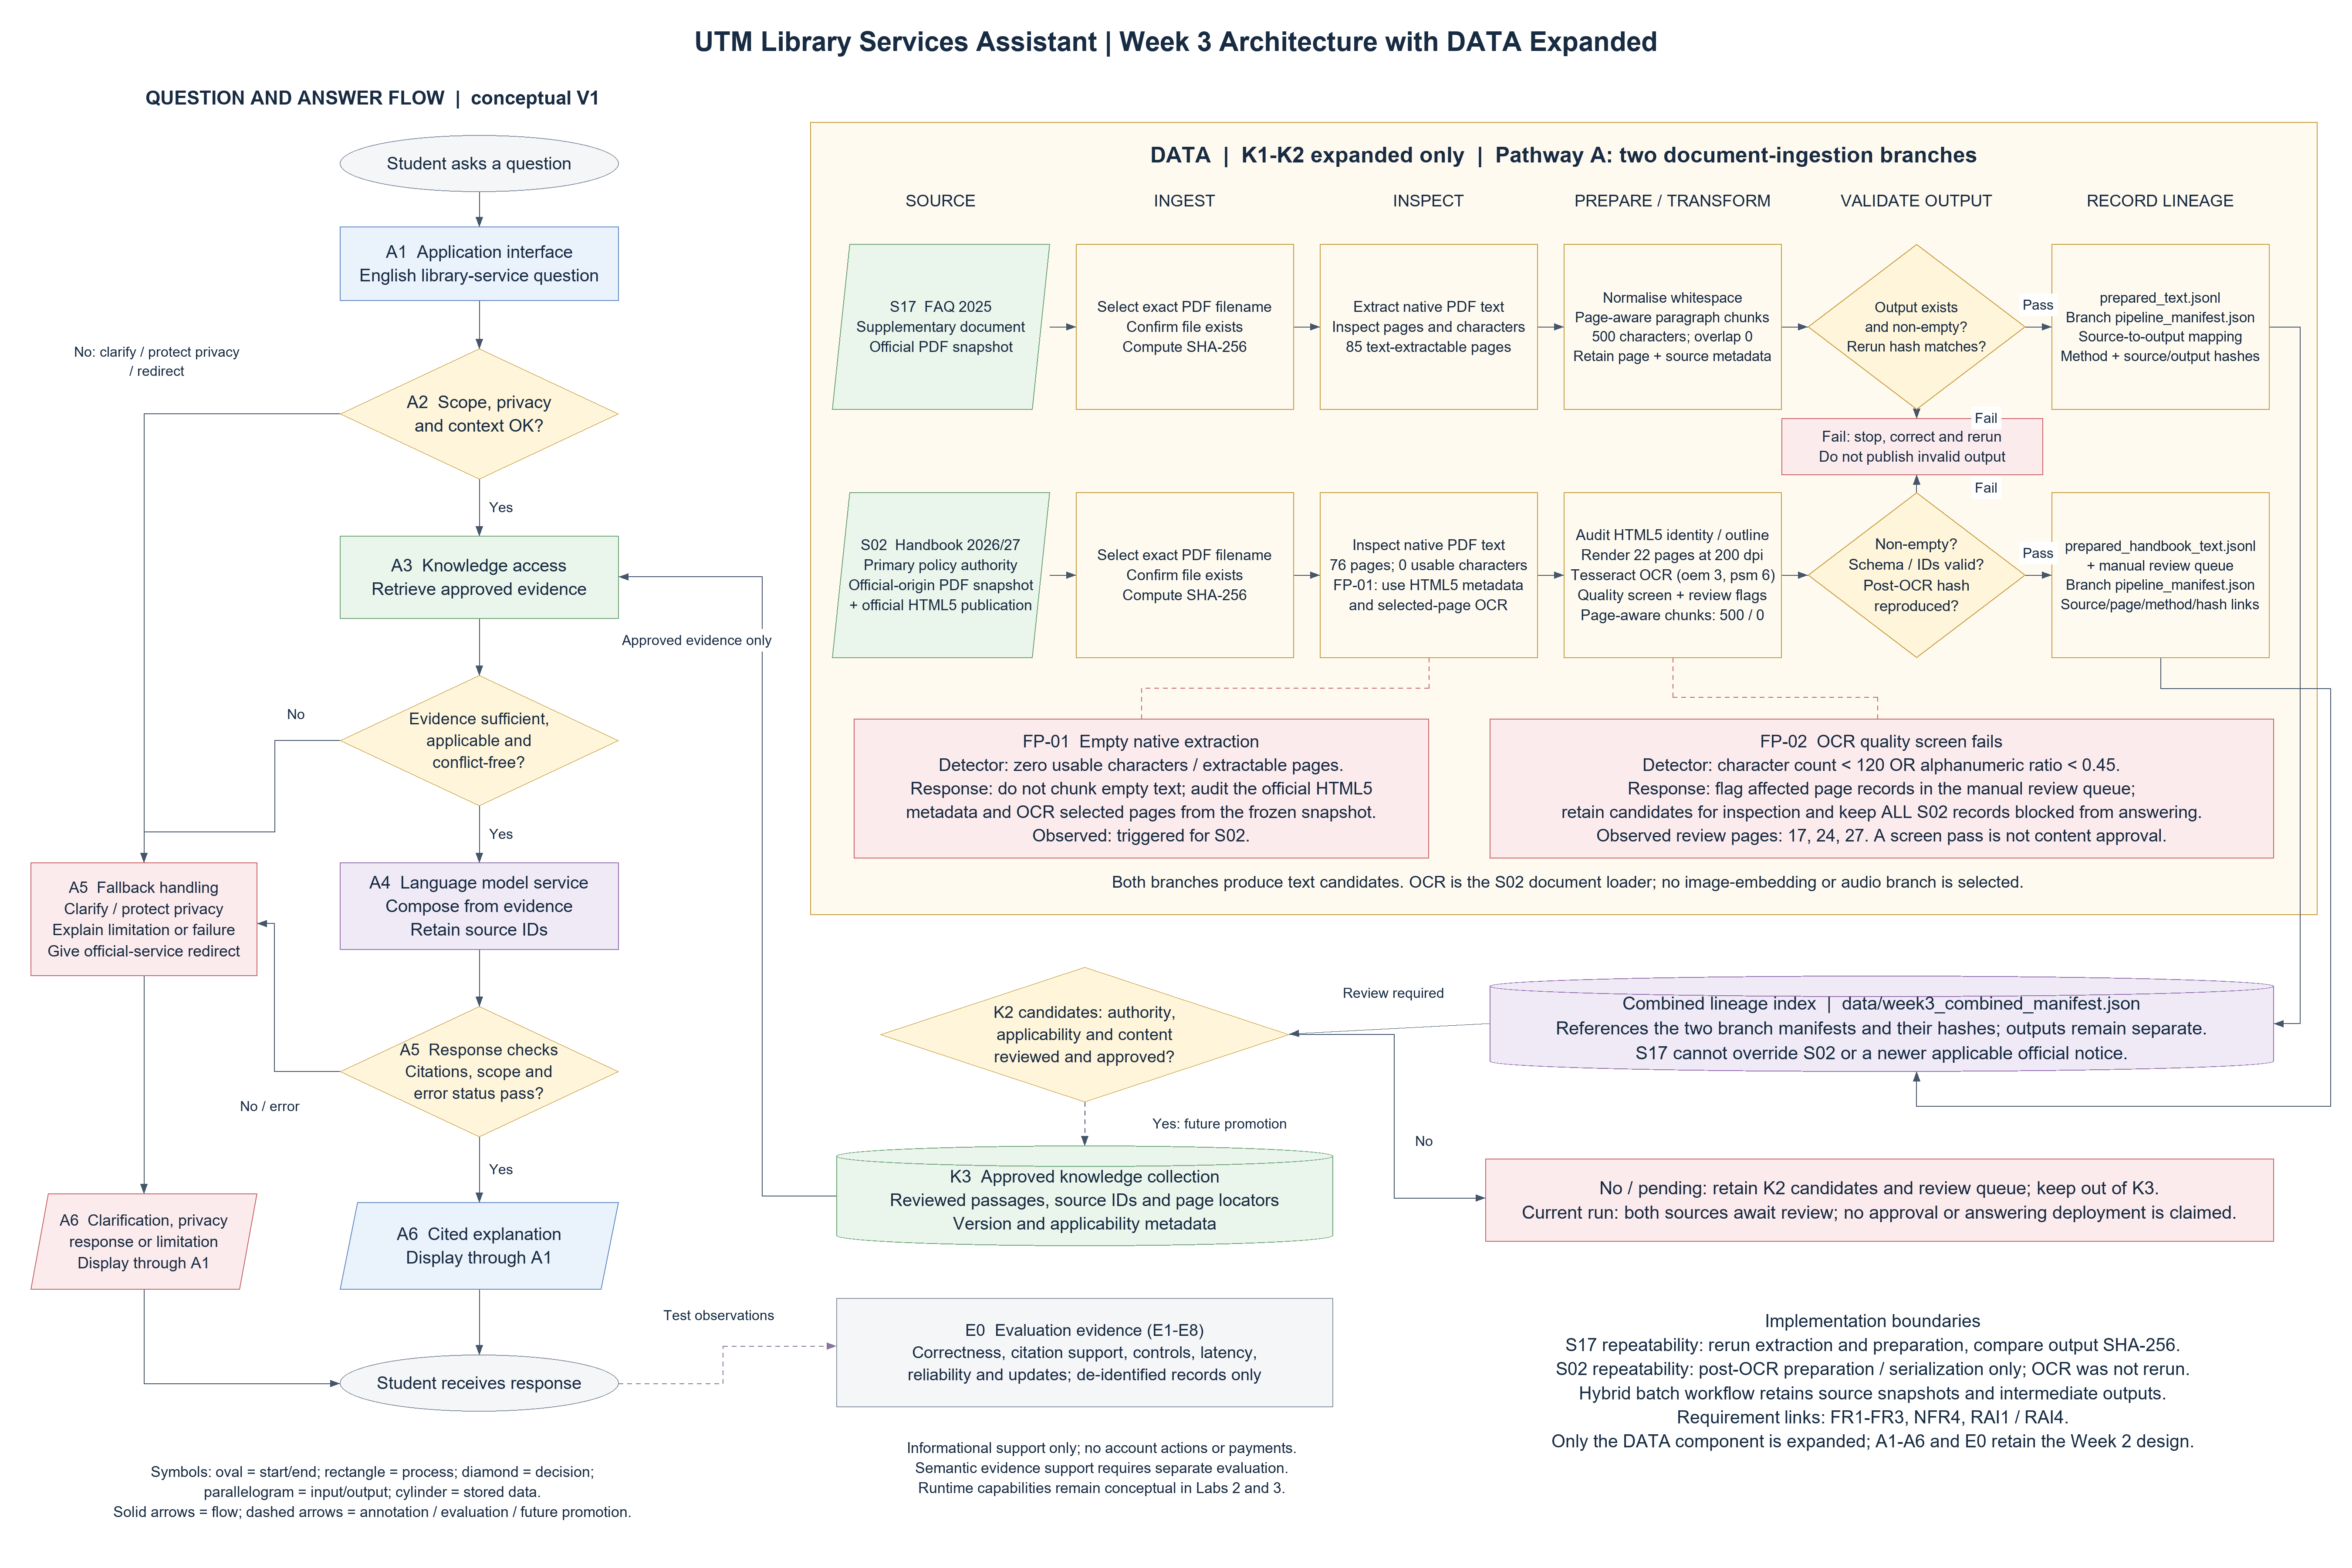 UTM Library Services Assistant | Week 3 Architecture with DATA Expanded
QUESTION AND ANSWER FLOW | conceptual V1
Student asks a question
A1 Application interface
English library-service question
No: clarify / protect privacy
/ redirect
A2 Scope, privacy
and context OK?
Yes
A3 Knowledge access
Retrieve approved evidence
Approved evidence only
Evidence sufficient,
applicable and
conflict-free?
No
Yes
A4 Language model service
Compose from evidence
Retain source IDs
A5 Fallback handling
Clarify / protect privacy
Explain limitation or failure
Give official-service redirect
A5 Response checks
Citations, scope and
error status pass?
No / error
Yes
A6 Clarification, privacy
response or limitation
Display through A1
A6 Cited explanation
Display through A1
Student receives response
Test observations
Symbols: oval = start/end; rectangle = process; diamond = decision;
parallelogram = input/output; cylinder = stored data.
Solid arrows = flow; dashed arrows = annotation / evaluation / future promotion.
DATA | K1-K2 expanded only | Pathway A: two document-ingestion branches
SOURCE
INGEST
INSPECT
PREPARE / TRANSFORM
VALIDATE OUTPUT
RECORD LINEAGE
S17 FAQ 2025
Supplementary document
Official PDF snapshot
Select exact PDF filename
Confirm file exists
Compute SHA-256
Extract native PDF text
Inspect pages and characters
85 text-extractable pages
Normalise whitespace
Page-aware paragraph chunks
500 characters; overlap 0
Retain page + source metadata
Output exists
and non-empty?
Rerun hash matches?
Pass
prepared_text.jsonl
Branch pipeline_manifest.json
Source-to-output mapping
Method + source/output hashes
Fail
Fail: stop, correct and rerun
Do not publish invalid output
Fail
S02 Handbook 2026/27
Primary policy authority
Official-origin PDF snapshot
+ official HTML5 publication
Select exact PDF filename
Confirm file exists
Compute SHA-256
Inspect native PDF text
76 pages; 0 usable characters
FP-01: use HTML5 metadata
and selected-page OCR
Audit HTML5 identity / outline
Render 22 pages at 200 dpi
Tesseract OCR (oem 3, psm 6)
Quality screen + review flags
Page-aware chunks: 500 / 0
Non-empty?
Schema / IDs valid?
Post-OCR hash
reproduced?
Pass
prepared_handbook_text.jsonl
+ manual review queue
Branch pipeline_manifest.json
Source/page/method/hash links
FP-01 Empty native extraction
Detector: zero usable characters / extractable pages.
Response: do not chunk empty text; audit the official HTML5
metadata and OCR selected pages from the frozen snapshot.
Observed: triggered for S02.
FP-02 OCR quality screen fails
Detector: character count < 120 OR alphanumeric ratio < 0.45.
Response: flag affected page records in the manual review queue;
retain candidates for inspection and keep ALL S02 records blocked from answering.
Observed review pages: 17, 24, 27. A screen pass is not content approval.
Both branches produce text candidates. OCR is the S02 document loader; no image-embedding or audio branch is selected.
K2 candidates: authority,
applicability and content
reviewed and approved?
Review required
Combined lineage index | data/week3_combined_manifest.json
References the two branch manifests and their hashes; outputs remain separate.
S17 cannot override S02 or a newer applicable official notice.
Yes: future promotion
No
K3 Approved knowledge collection
Reviewed passages, source IDs and page locators
Version and applicability metadata
No / pending: retain K2 candidates and review queue; keep out of K3.
Current run: both sources await review; no approval or answering deployment is claimed.
E0 Evaluation evidence (E1-E8)
Correctness, citation support, controls, latency,
reliability and updates; de-identified records only
Informational support only; no account actions or payments.
Semantic evidence support requires separate evaluation.
Runtime capabilities remain conceptual in Labs 2 and 3.
Implementation boundaries
S17 repeatability: rerun extraction and preparation, compare output SHA-256.
S02 repeatability: post-OCR preparation / serialization only; OCR was not rerun.
Hybrid batch workflow retains source snapshots and intermediate outputs.
Requirement links: FR1-FR3, NFR4, RAI1 / RAI4.
Only the DATA component is expanded; A1-A6 and E0 retain the Week 2 design.